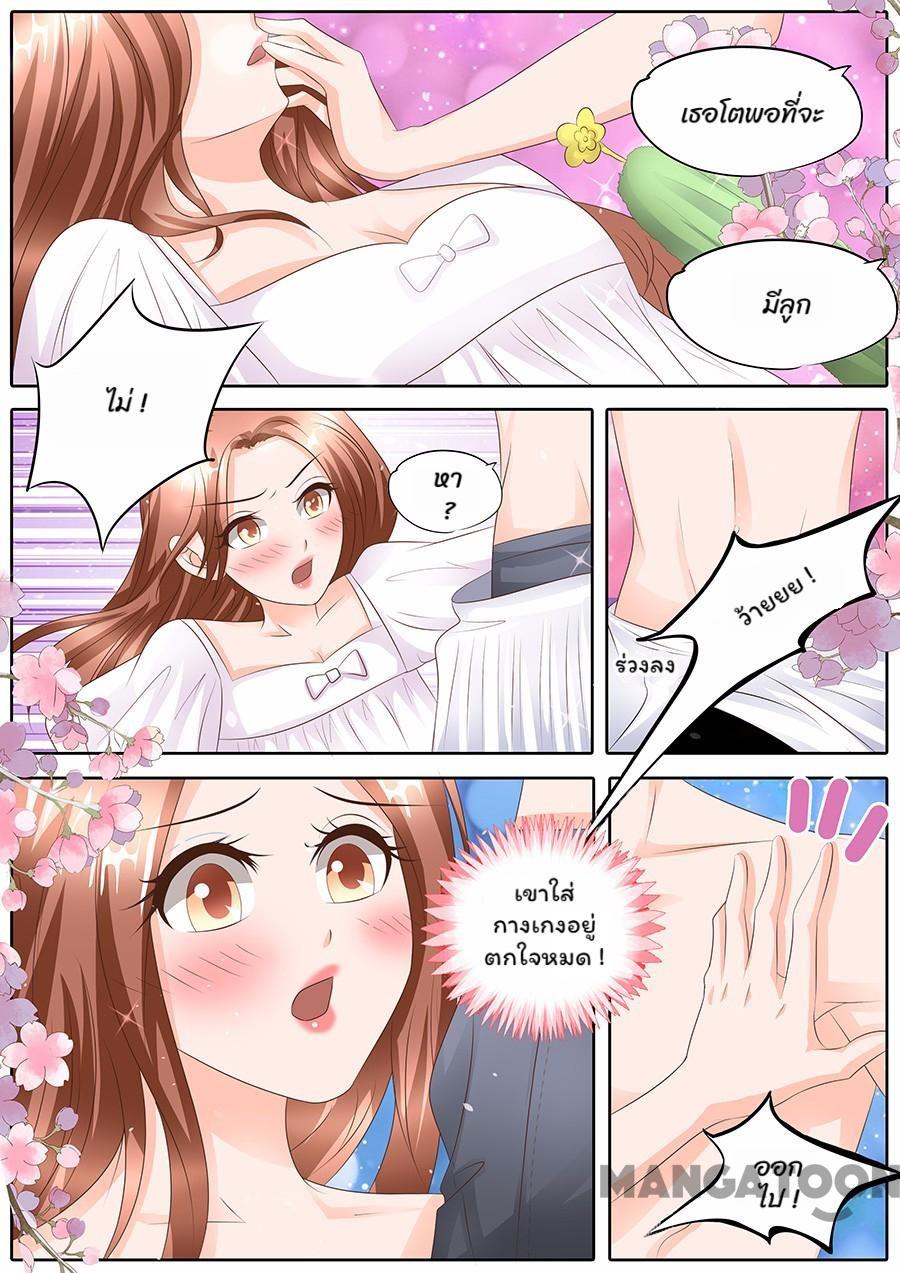 เธอโตพอที่จะ
มีลูก
ไม่ !
หา
?
ว้ายยย !
ร่วงลง
เขาใส่
กางเกงอยู่
ตกใจหมด !
ออก
ไป !
MANGATOON